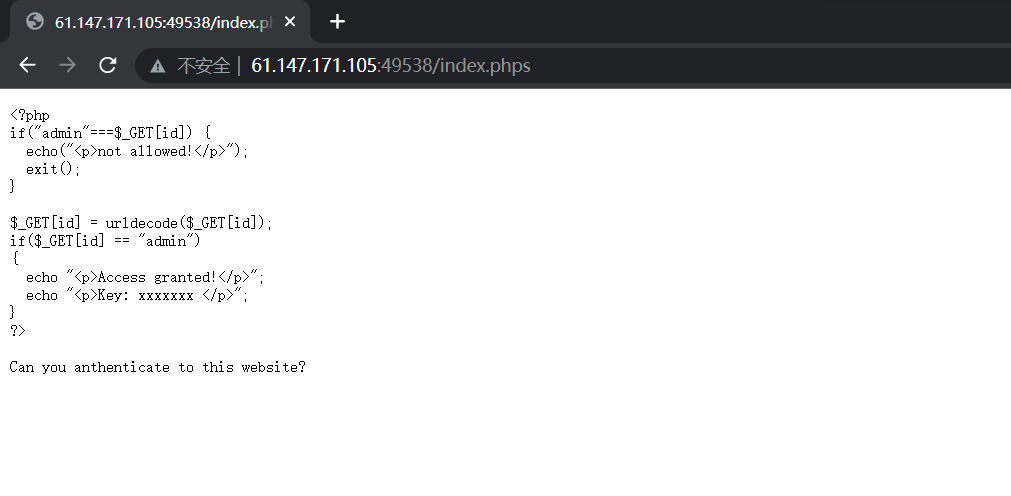 61.147.171.105:49538/index.ph
不安全 | 61.147.171.105:49538/index.phps
<?php
if("admin"===$_GET[id]) {
  echo("<p>not allowed!</p>");
  exit();
}
$_GET[id] = urldecode($_GET[id]);
if($_GET[id] == "admin")
{
  echo "<p>Access granted!</p>";
  echo "<p>Key: xxxxxxx </p>";
}
?>
Can you anthenticate to this website?